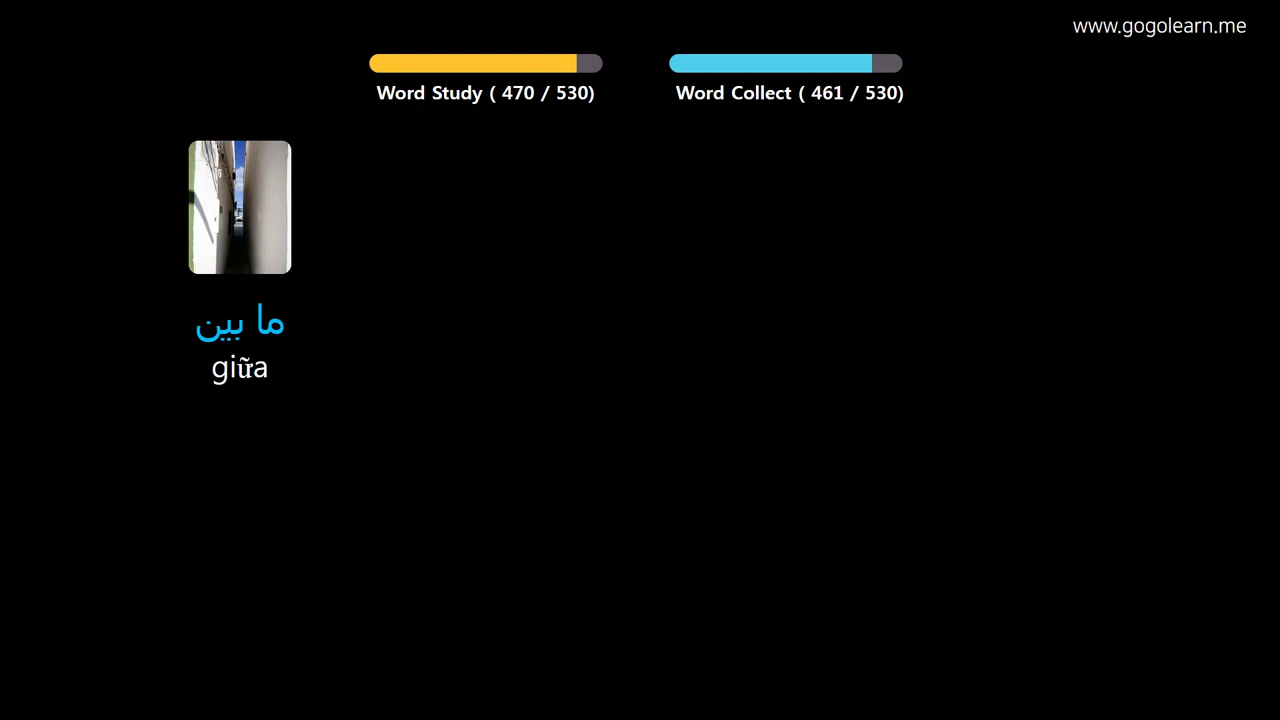 www.gogolearn.me
Word Study ( 470 / 530)
Word Collect ( 461 / 530)
ما بين
giữa